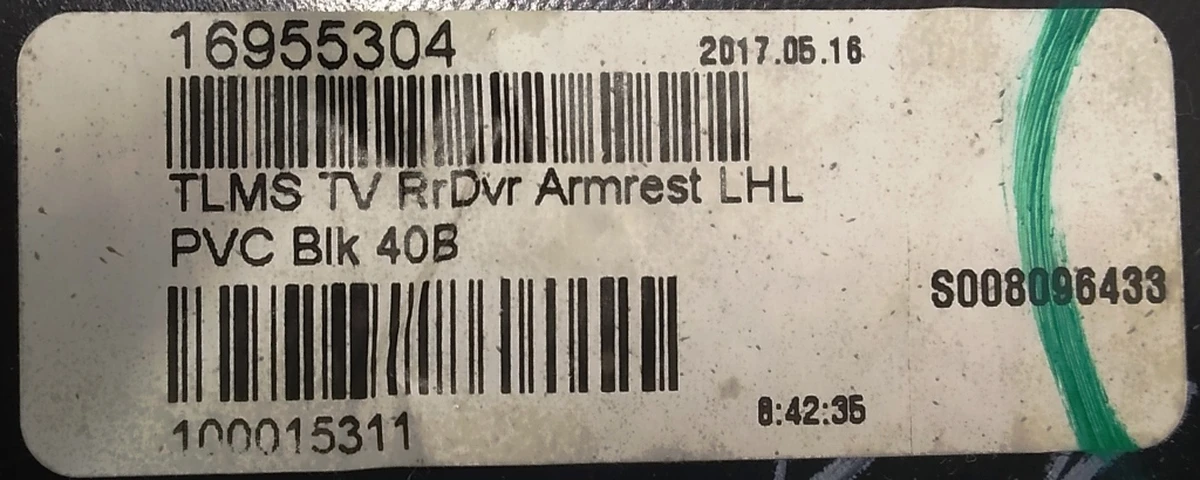 16955304 2017.05.16
TLMS TV RrDvr Armrest LHL
PVC Blk 40B
S008096433
8:42:35
100015311